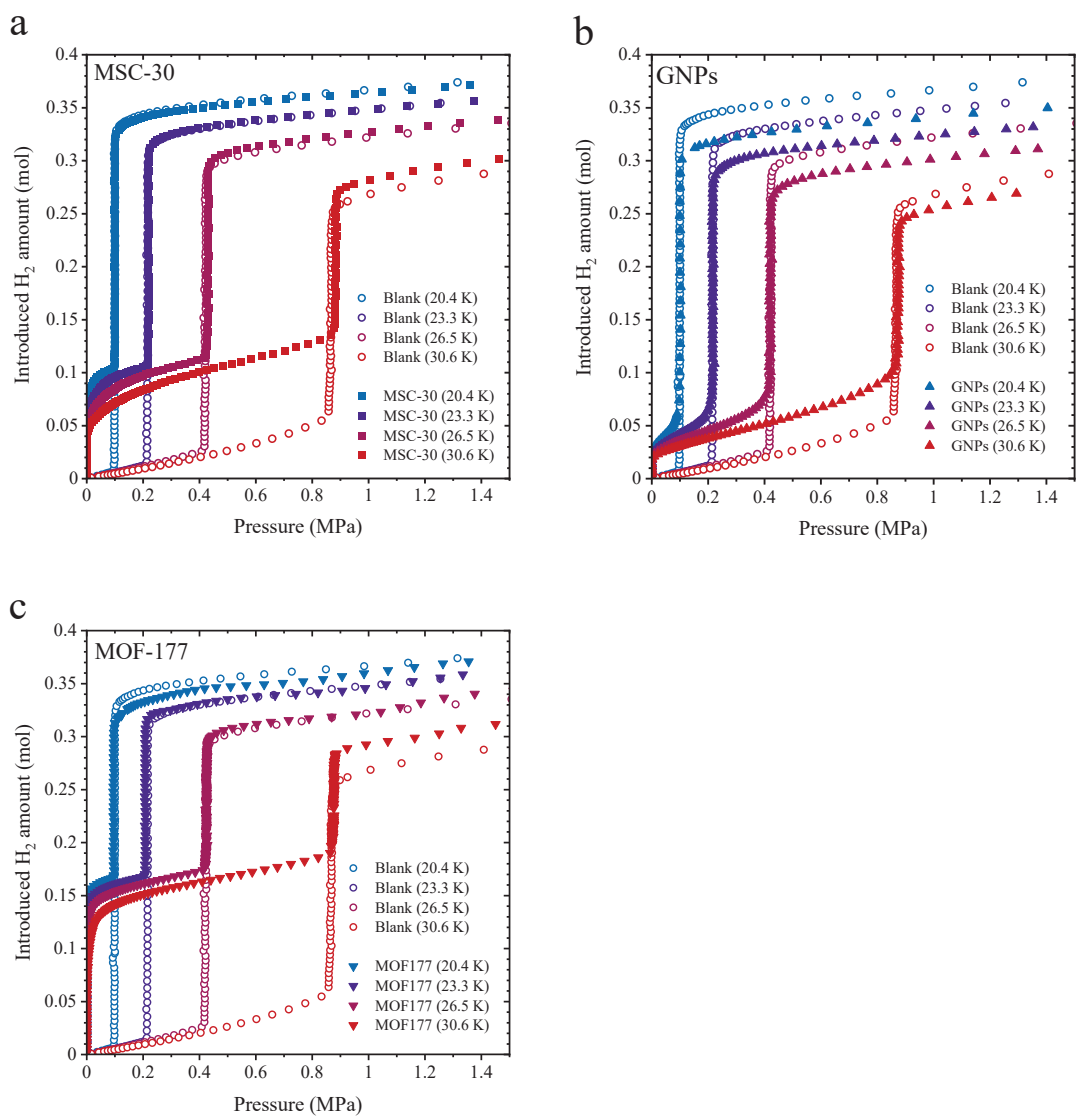 a
MSC-30
Introduced H₂ amount (mol)
0.4
0.35
0.3
0.25
0.2
0.15
0.1
0.05
0
Blank (20.4 K)
Blank (23.3 K)
Blank (26.5 K)
Blank (30.6 K)
MSC-30 (20.4 K)
MSC-30 (23.3 K)
MSC-30 (26.5 K)
MSC-30 (30.6 K)
0 0.2 0.4 0.6 0.8 1 1.2 1.4
Pressure (MPa)
b
GNPs
Introduced H₂ amount (mol)
0.4
0.35
0.3
0.25
0.2
0.15
0.1
0.05
0
Blank (20.4 K)
Blank (23.3 K)
Blank (26.5 K)
Blank (30.6 K)
GNPs (20.4 K)
GNPs (23.3 K)
GNPs (26.5 K)
GNPs (30.6 K)
0 0.2 0.4 0.6 0.8 1 1.2 1.4
Pressure (MPa)
c
MOF-177
Introduced H₂ amount (mol)
0.4
0.35
0.3
0.25
0.2
0.15
0.1
0.05
0
Blank (20.4 K)
Blank (23.3 K)
Blank (26.5 K)
Blank (30.6 K)
MOF177 (20.4 K)
MOF177 (23.3 K)
MOF177 (26.5 K)
MOF177 (30.6 K)
0 0.2 0.4 0.6 0.8 1 1.2 1.4
Pressure (MPa)